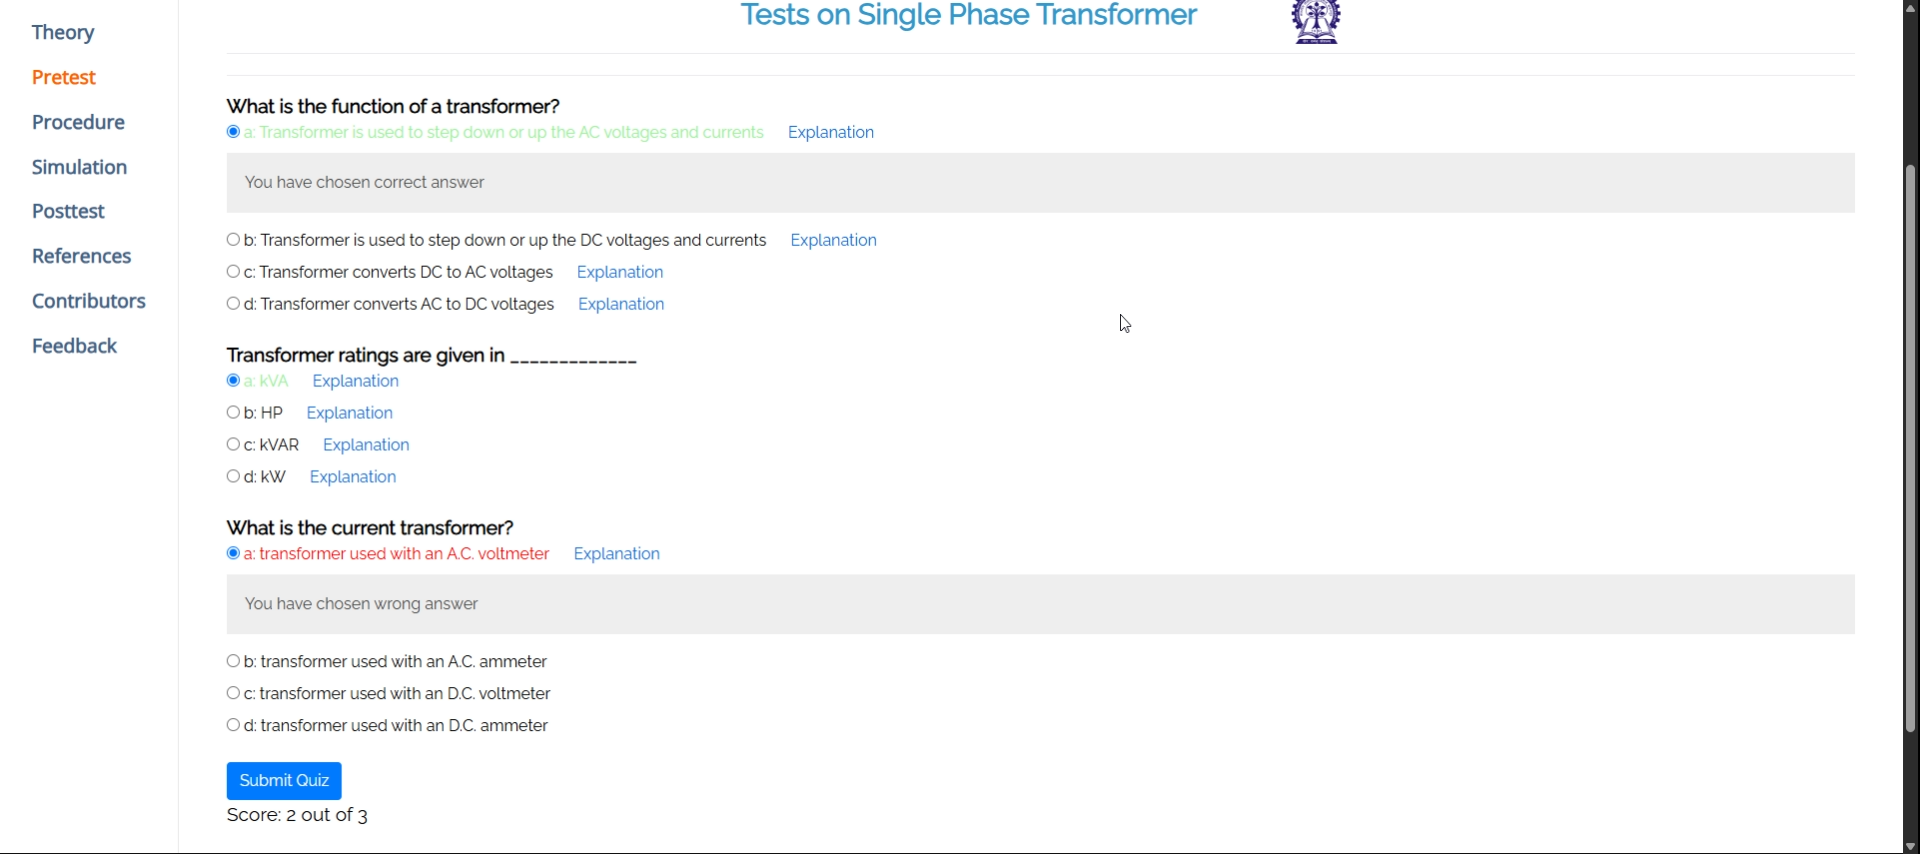 Tests on Single Phase Transformer
Theory
Pretest
Procedure
Simulation
Posttest
References
Contributors
Feedback
What is the function of a transformer?
a: Transformer is used to step down or up the AC voltages and currents Explanation
You have chosen correct answer
b: Transformer is used to step down or up the DC voltages and currents Explanation
c: Transformer converts DC to AC voltages Explanation
d: Transformer converts AC to DC voltages Explanation
Transformer ratings are given in _____________
a: kVA Explanation
b: HP Explanation
c: kVAR Explanation
d: kW Explanation
What is the current transformer?
a: transformer used with an A.C. voltmeter Explanation
You have chosen wrong answer
b: transformer used with an A.C. ammeter
c: transformer used with an D.C. voltmeter
d: transformer used with an D.C. ammeter
Submit Quiz
Score: 2 out of 3